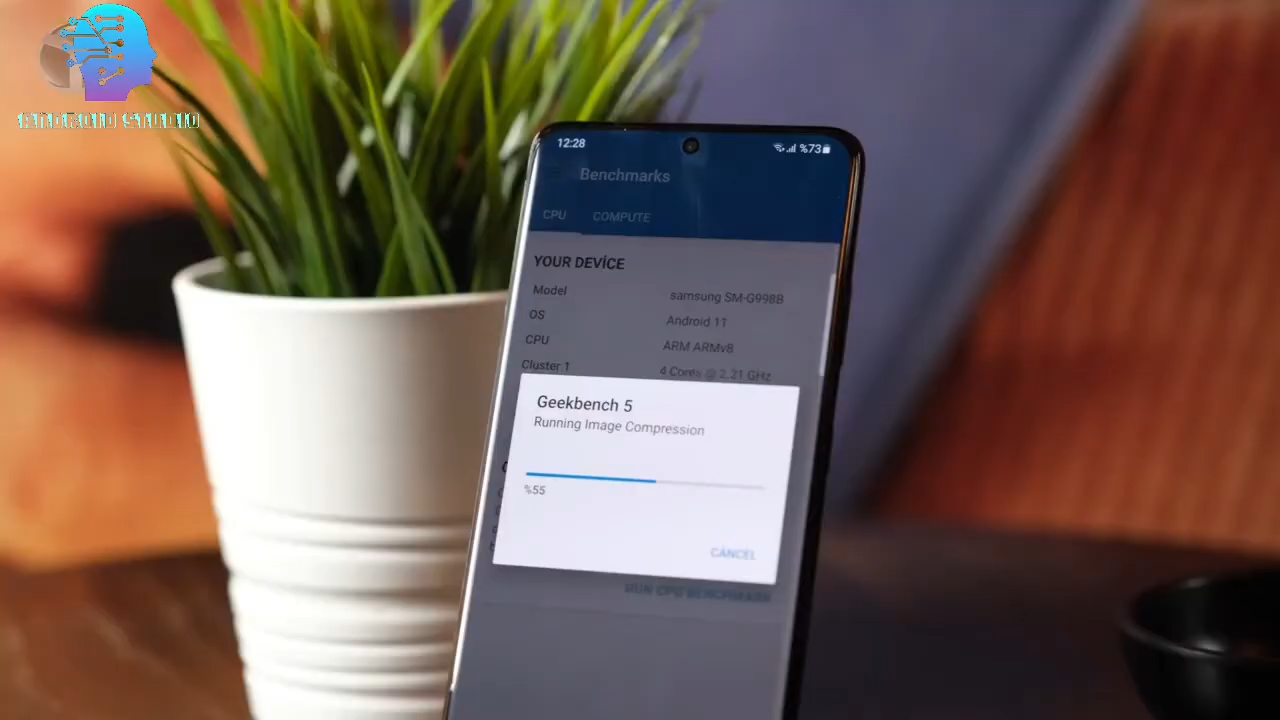 12:28
%73
Benchmarks
CPU COMPUTE
YOUR DEVİCE
Model samsung SM-G998B
OS Android 11
CPU ARM ARMv8
Cluster 1 4 Cores @ 2.21 GHz
Geekbench 5
Running Image Compression
%55
CANCEL
RUN CPU BENCHMARK